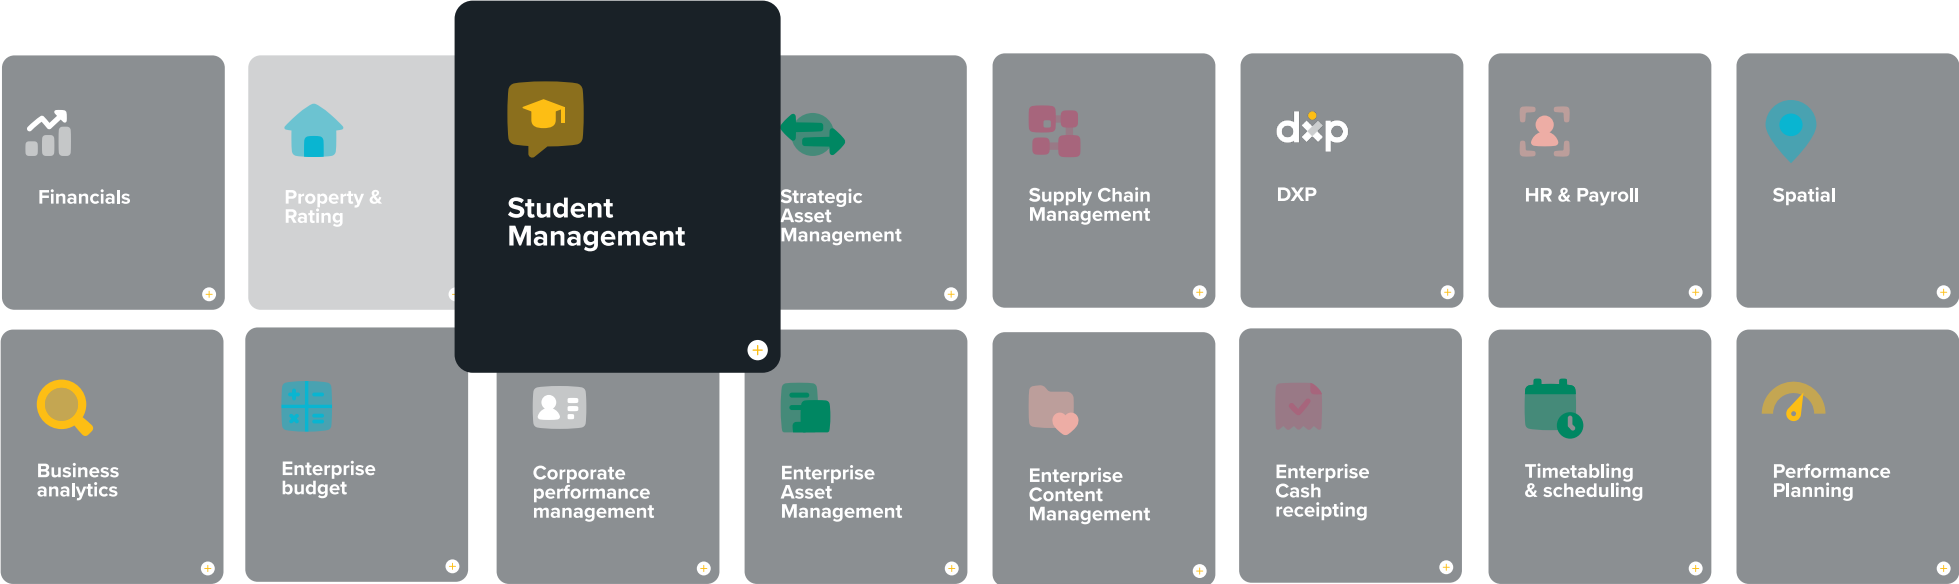 Financials
Property &
Rating
Student
Management
Strategic
Asset
Management
Supply Chain
Management
dxp
DXP
HR & Payroll
Spatial
Business
analytics
Enterprise
budget
Corporate
performance
management
Enterprise
Asset
Management
Enterprise
Content
Management
Enterprise
Cash
receipting
Timetabling
& scheduling
Performance
Planning